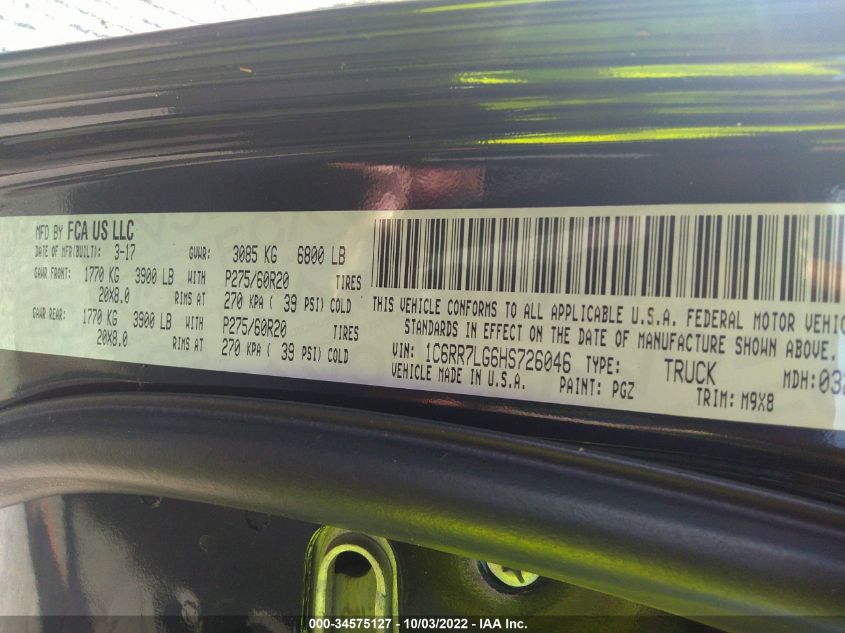 MFD BY FCA US LLC
DATE OF MFR(BUILT): 3-17 GVWR: 3085 KG 6800 LB
GAWR FRONT: 1770 KG 3900 LB WITH P275/60R20 TIRES
20X8.0 RIMS AT 270 KPA ( 39 PSI) COLD
GAWR REAR: 1770 KG 3900 LB WITH P275/60R20 TIRES
20X8.0 RIMS AT 270 KPA ( 39 PSI) COLD
THIS VEHICLE CONFORMS TO ALL APPLICABLE U.S.A. FEDERAL MOTOR VEHIC
STANDARDS IN EFFECT ON THE DATE OF MANUFACTURE SHOWN ABOVE.
VIN: 1C6RR7LG6HS726046 TYPE: TRUCK MDH:032
VEHICLE MADE IN U.S.A. PAINT: PGZ TRIM: M9X8
000-34575127 - 10/03/2022 - IAA Inc.